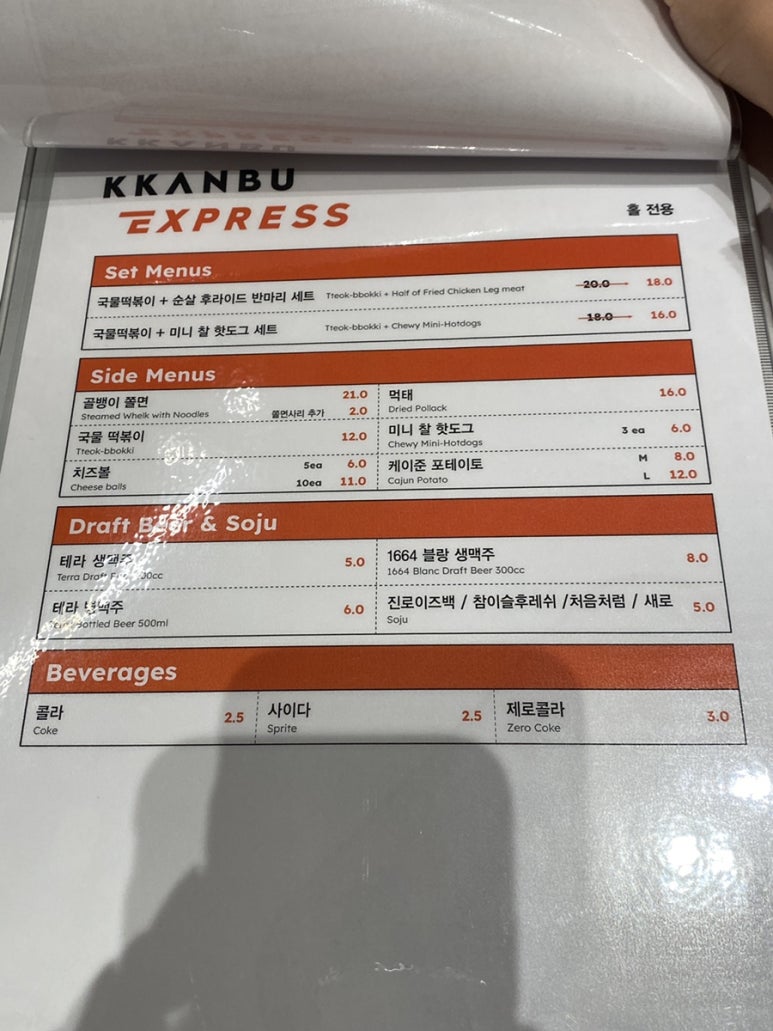 KKANBU
EXPRESS
홀 전용
Set Menus
국물떡볶이 + 순살 후라이드 반마리 세트 Tteok-bbokki + Half of Fried Chicken Leg meat 20.0 18.0
국물떡볶이 + 미니 찰 핫도그 세트 Tteok-bbokki + Chewy Mini-Hotdogs 18.0 16.0
Side Menus
골뱅이 쫄면 21.0
Steamed Whelk with Noodles 쫄면사리 추가 2.0
먹태 16.0
Dried Pollack
국물 떡볶이 12.0
Tteok-bbokki
미니 찰 핫도그 3 ea 6.0
Chewy Mini-Hotdogs
치즈볼 5ea 6.0
Cheese balls 10ea 11.0
케이준 포테이토 M 8.0
Cajun Potato L 12.0
Draft Beer & Soju
테라 생맥주 5.0
Terra Draft
1664 블랑 생맥주 8.0
1664 Blanc Draft Beer 300cc
테라 병맥주 6.0
Bottled Beer 500ml
진로이즈백 / 참이슬후레쉬 /처음처럼 / 새로 5.0
Soju
Beverages
콜라 2.5
Coke
사이다 2.5
Sprite
제로콜라 3.0
Zero Coke